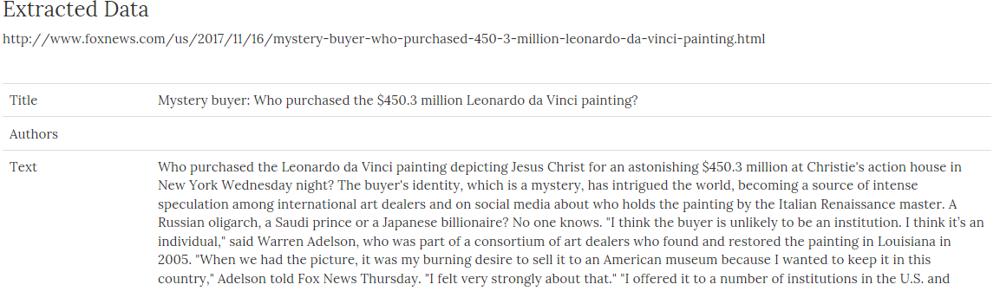 Extracted Data
http://www.foxnews.com/us/2017/11/16/mystery-buyer-who-purchased-450-3-million-leonardo-da-vinci-painting.html
Title Mystery buyer: Who purchased the $450.3 million Leonardo da Vinci painting?
Authors
Text Who purchased the Leonardo da Vinci painting depicting Jesus Christ for an astonishing $450.3 million at Christie's action house in
New York Wednesday night? The buyer's identity, which is a mystery, has intrigued the world, becoming a source of intense
speculation among international art dealers and on social media about who holds the painting by the Italian Renaissance master. A
Russian oligarch, a Saudi prince or a Japanese billionaire? No one knows. "I think the buyer is unlikely to be an institution. I think it’s an
individual," said Warren Adelson, who was part of a consortium of art dealers who found and restored the painting in Louisiana in
2005. "When we had the picture, it was my burning desire to sell it to an American museum because I wanted to keep it in this
country," Adelson told Fox News Thursday. "I felt very strongly about that." "I offered it to a number of institutions in the U.S. and